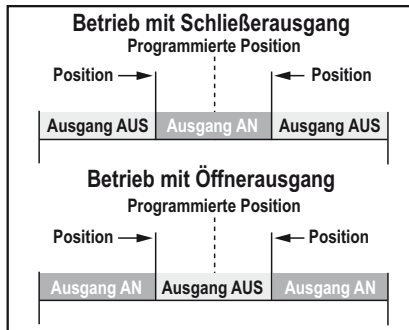 Betrieb mit Schließerausgang
Programmierte Position
Position Position
Ausgang AUS Ausgang AN Ausgang AUS
Betrieb mit Öffnerausgang
Programmierte Position
Position Position
Ausgang AN Ausgang AUS Ausgang AN